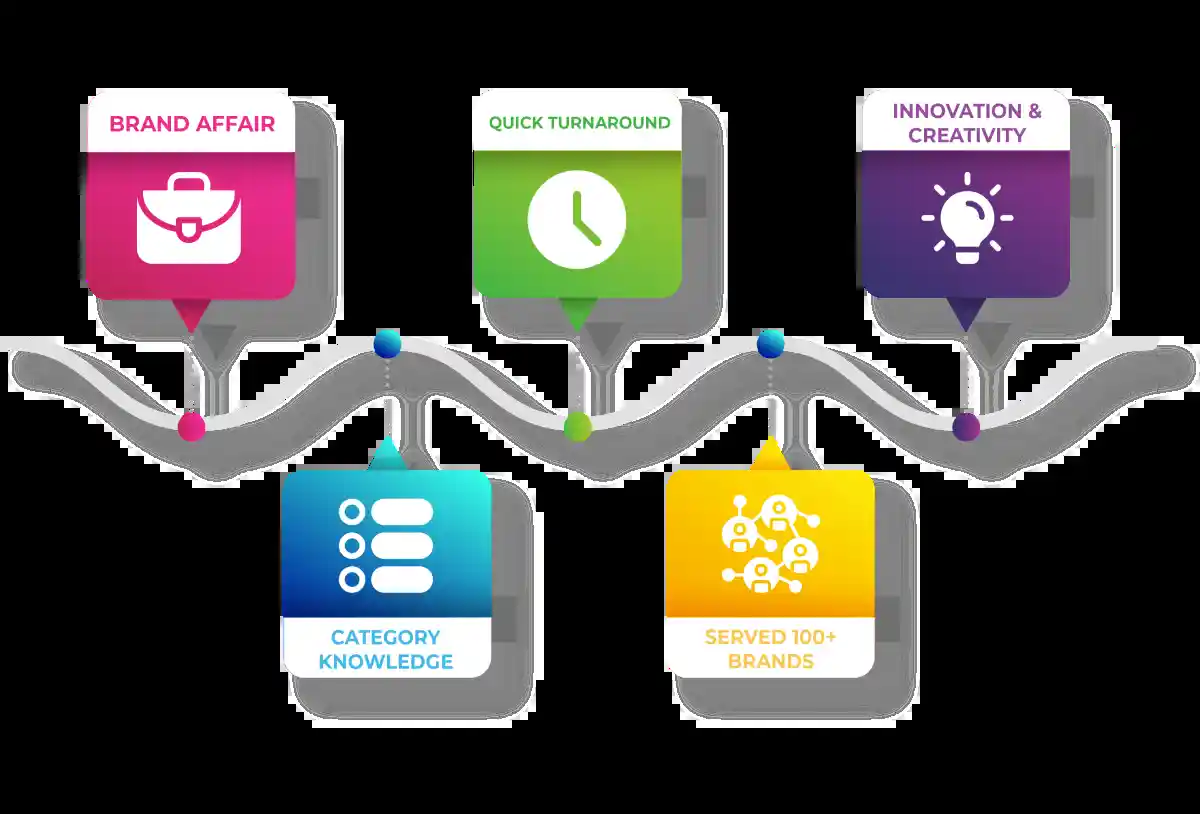 BRAND AFFAIR
QUICK TURNAROUND
INNOVATION &
CREATIVITY
CATEGORY
KNOWLEDGE
SERVED 100+
BRANDS